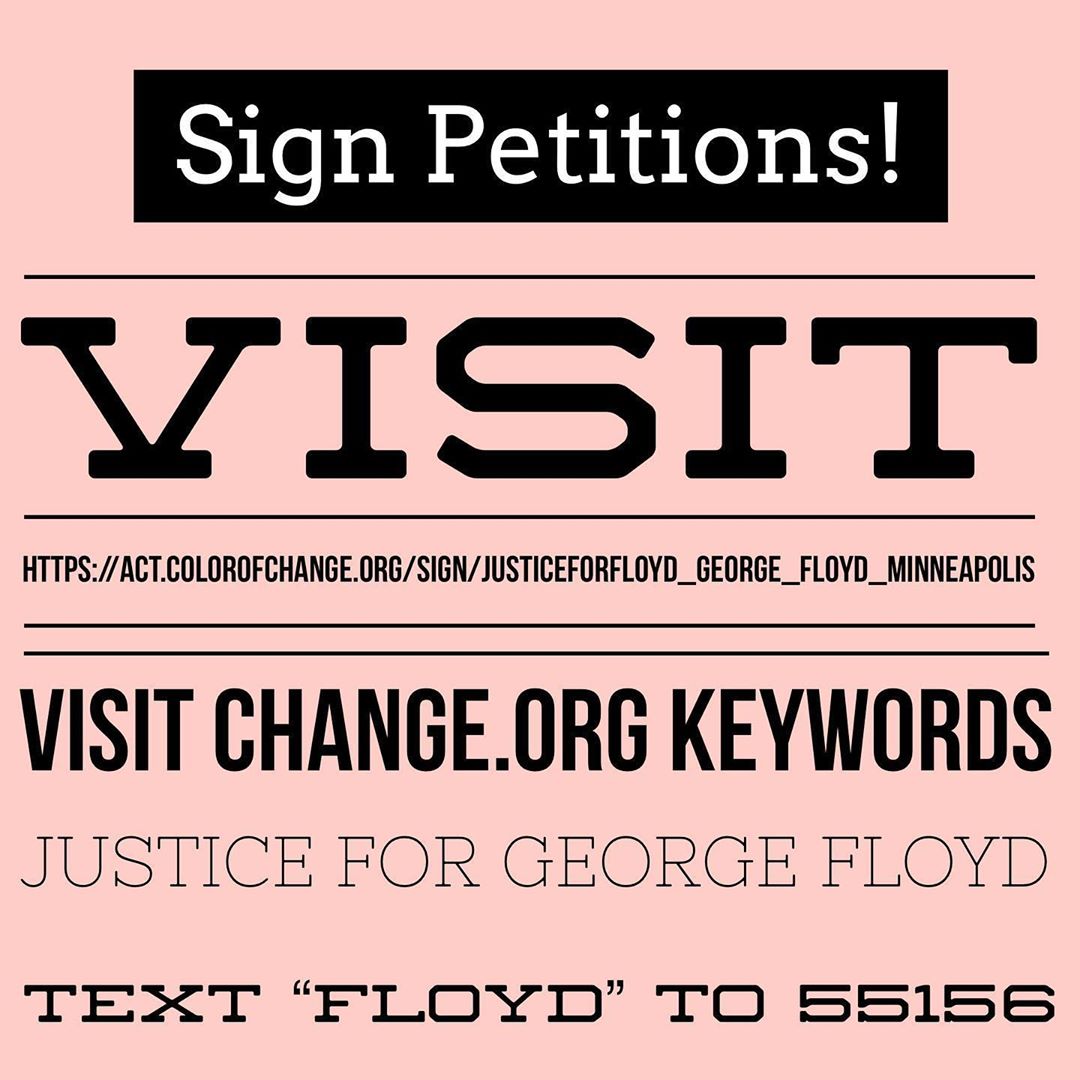 Sign Petitions!
VISIT
HTTPS://ACT.COLOROFCHANGE.ORG/SIGN/JUSTICEFORFLOYD_GEORGE_FLOYD_MINNEAPOLIS
VISIT CHANGE.ORG KEYWORDS
JUSTICE FOR GEORGE FLOYD
TEXT “FLOYD” TO 55156